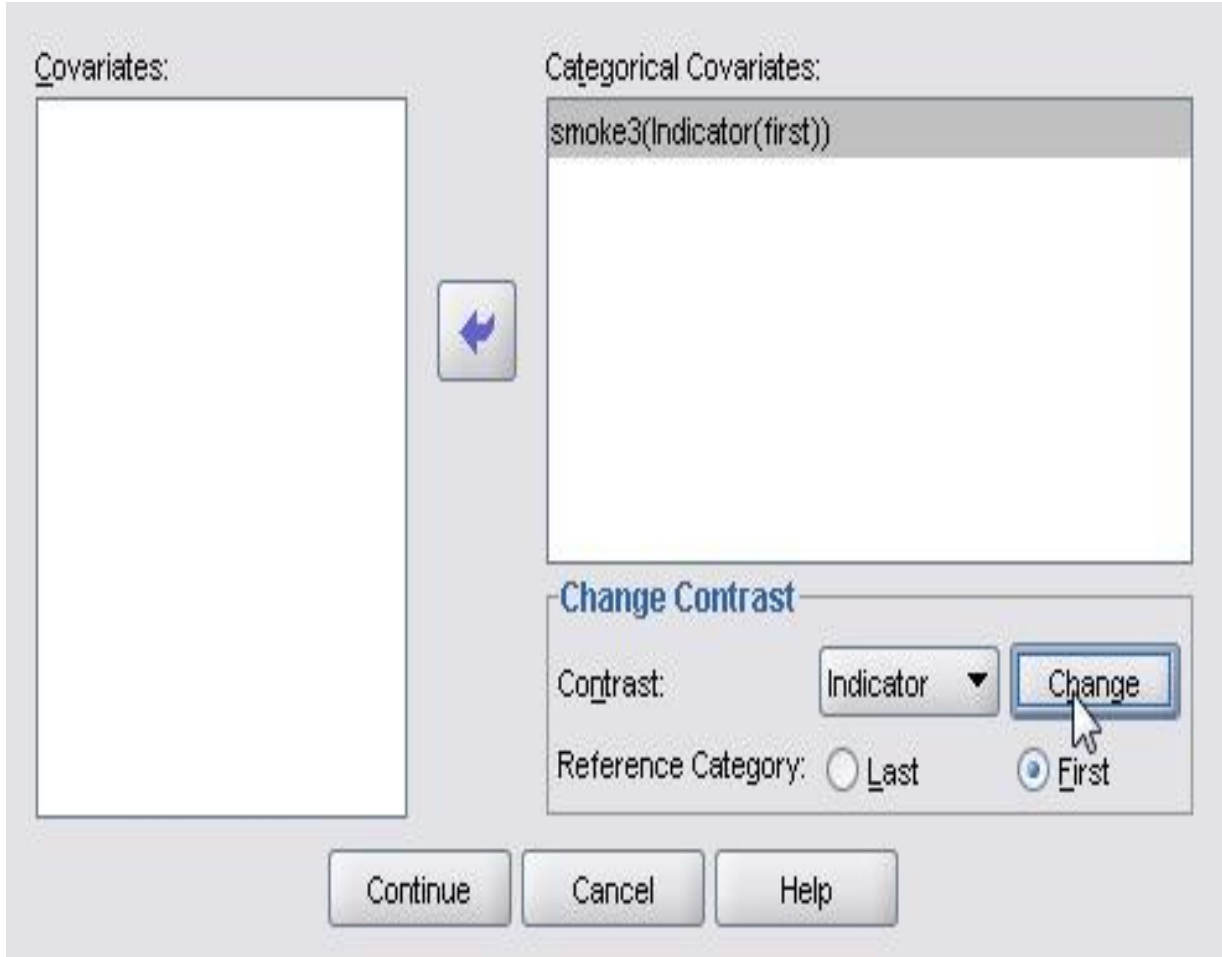 Covariates:
Categorical Covariates:
smoke3(Indicator(first))
Change Contrast
Contrast: Indicator Change
Reference Category: Last First
Continue Cancel Help